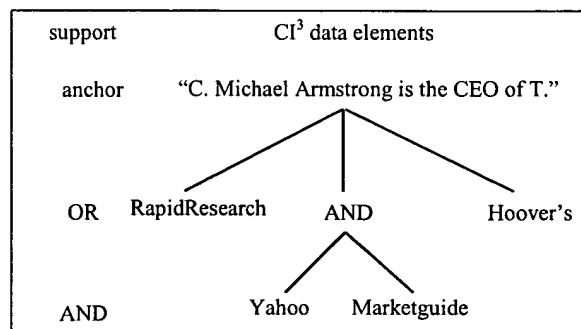 support CI³ data elements
anchor "C. Michael Armstrong is the CEO of T."
OR RapidResearch AND Hoover's
AND Yahoo Marketguide